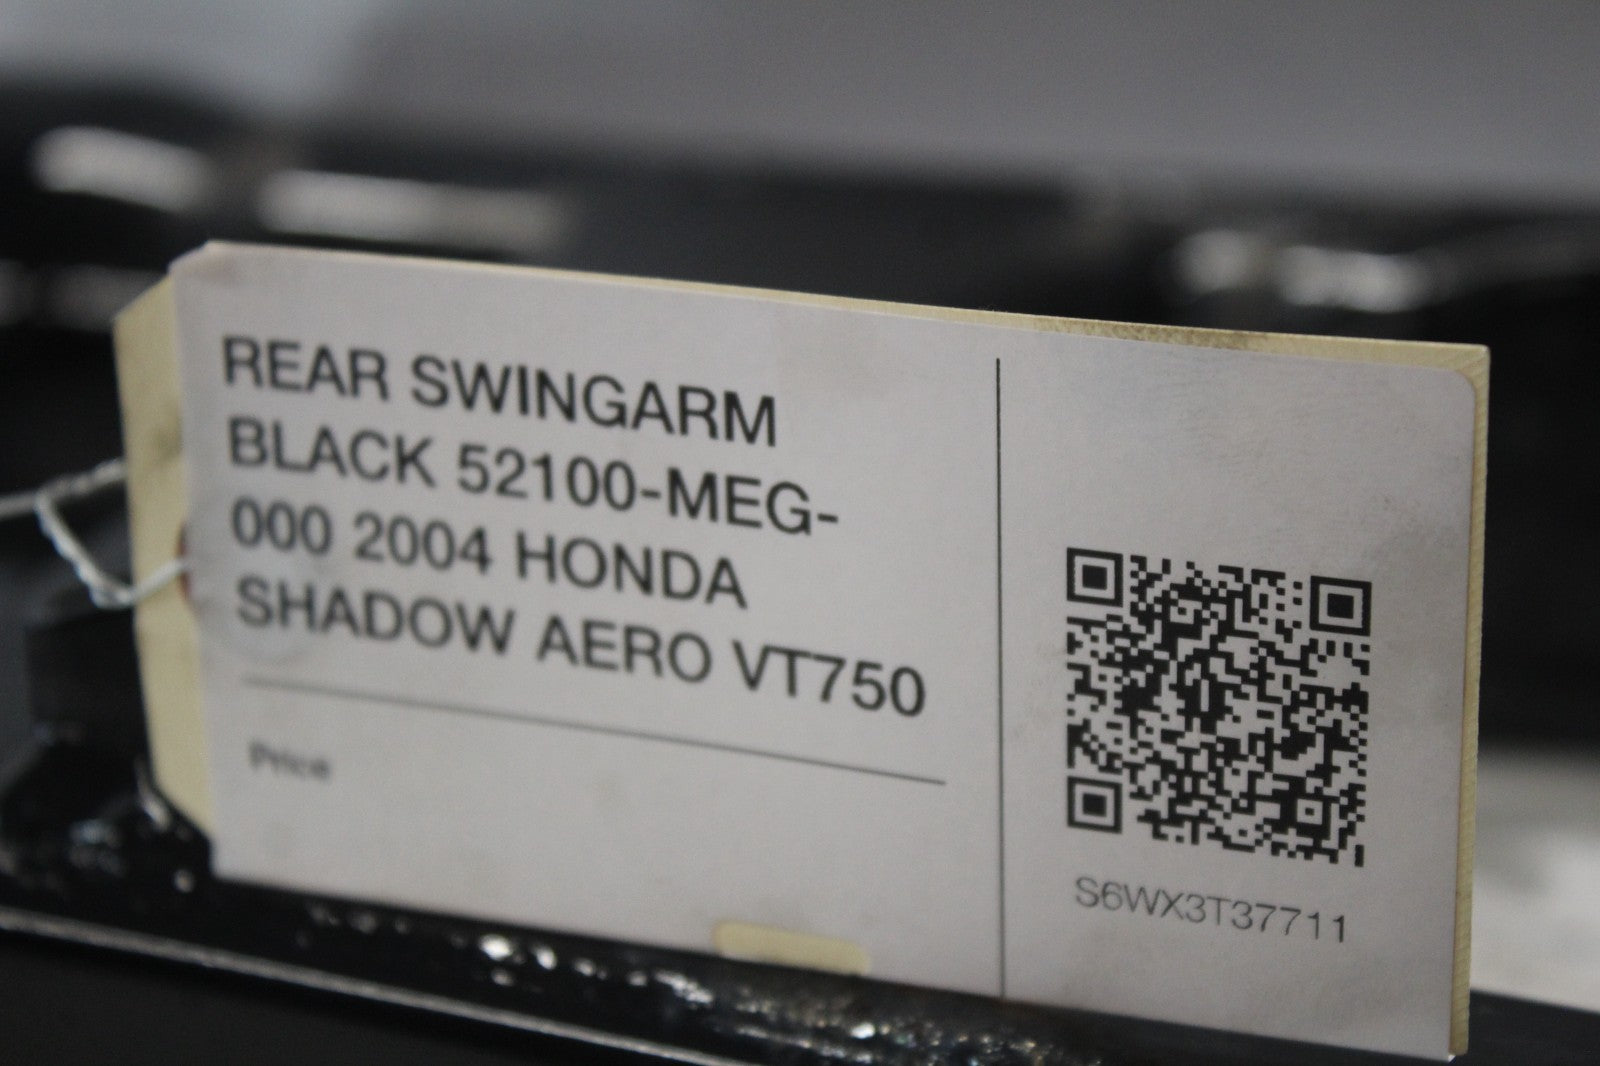 REAR SWINGARM
BLACK 52100-MEG-
000 2004 HONDA
SHADOW AERO VT750
Price
S6WX3T37711